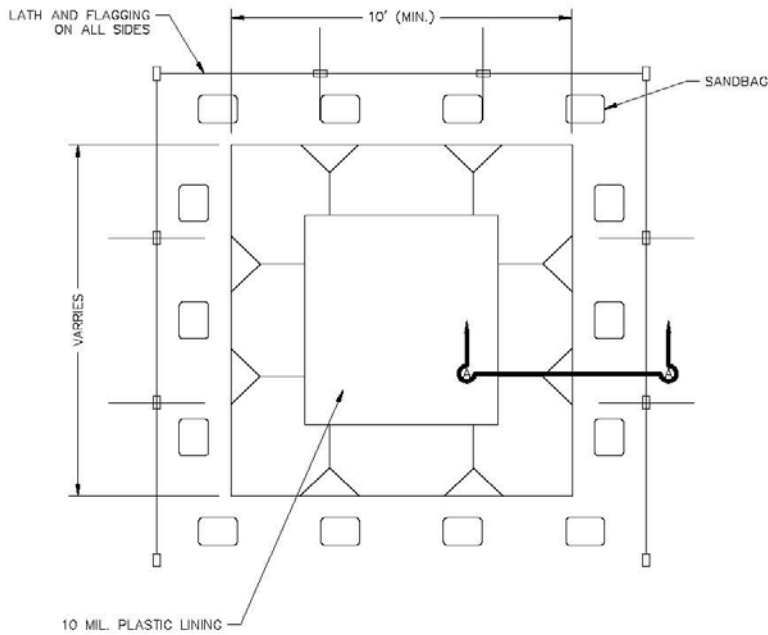 LATH AND FLAGGING
ON ALL SIDES
10' (MIN.)
SANDBAG
VARRIES
A
A
10 MIL. PLASTIC LINING